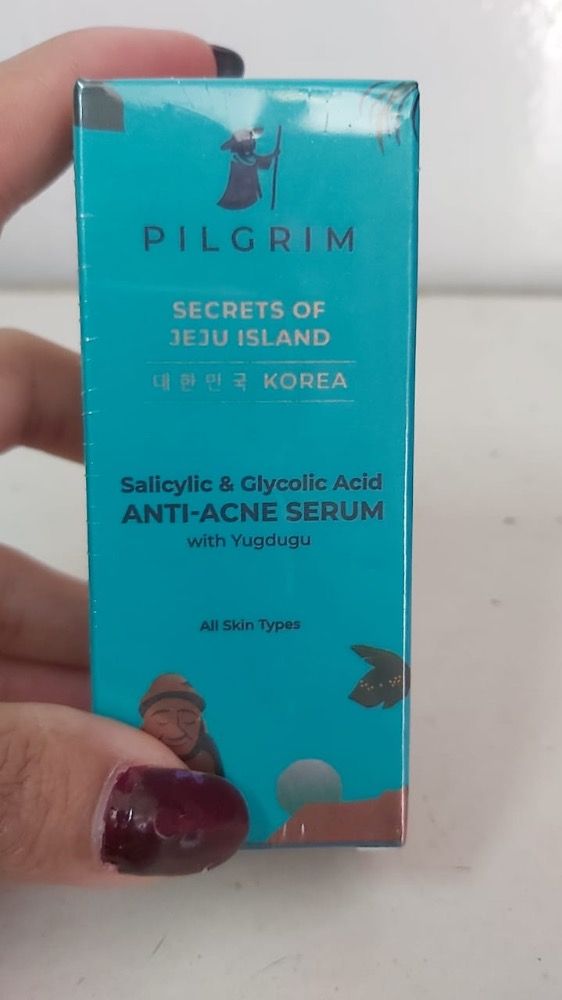 PILGRIM
SECRETS OF
JEJU ISLAND
대한민국 KOREA
Salicylic & Glycolic Acid
ANTI-ACNE SERUM
with Yugdugu
All Skin Types